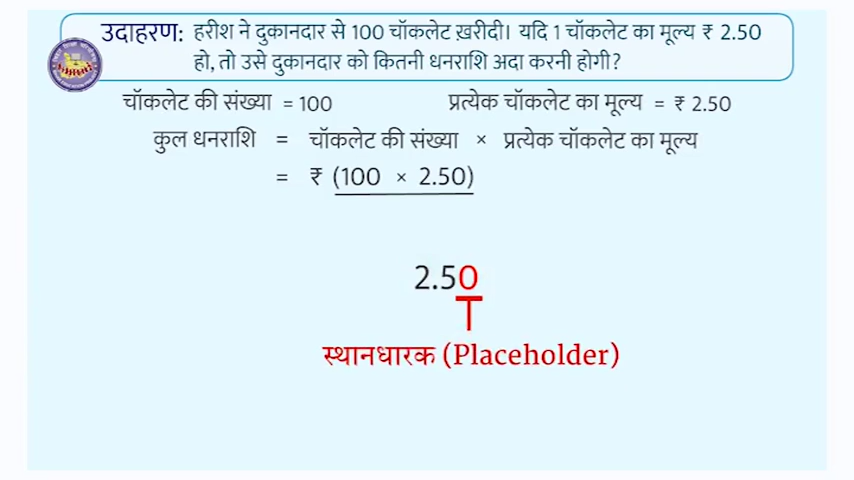 उदाहरण: हरीश ने दुकानदार से 100 चॉकलेट ख़रीदी। यदि 1 चॉकलेट का मूल्य ₹ 2.50
हो, तो उसे दुकानदार को कितनी धनराशि अदा करनी होगी?
चॉकलेट की संख्या = 100 प्रत्येक चॉकलेट का मूल्य = ₹ 2.50
कुल धनराशि = चॉकलेट की संख्या × प्रत्येक चॉकलेट का मूल्य
= ₹ (100 × 2.50)
2.50
स्थानधारक (Placeholder)